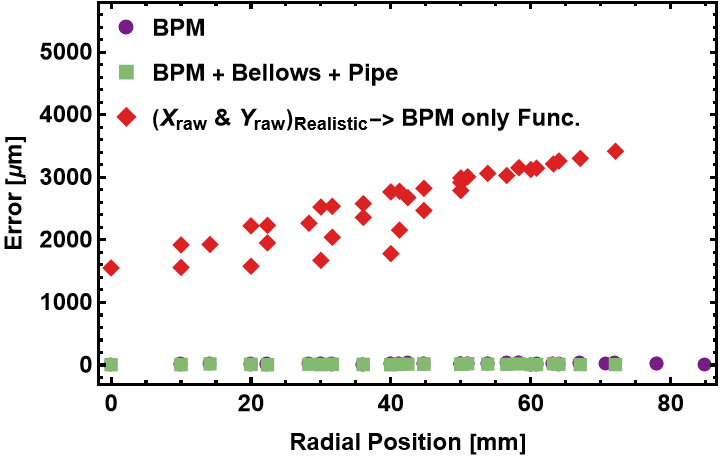 BPM
BPM + Bellows + Pipe
(Xraw & Yraw)Realistic−> BPM only Func.
Error [μm]
5000
4000
3000
2000
1000
0
0 20 40 60 80
Radial Position [mm]